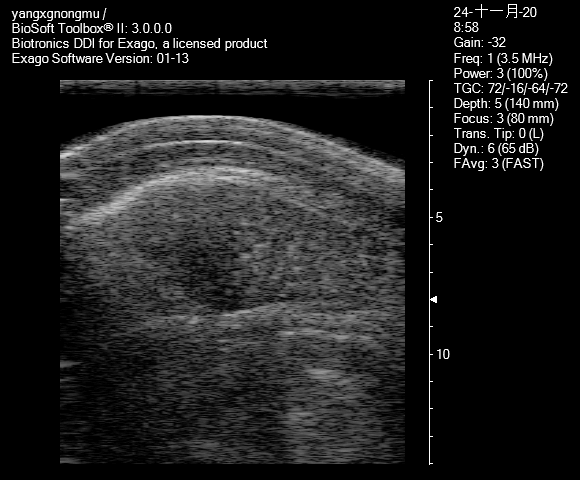 yangxgnongmu /
BioSoft Toolbox® II: 3.0.0.0
Biotronics DDI for Exago, a licensed product
Exago Software Version: 01-13
24-十一月-20
8:58
Gain: -32
Freq: 1 (3.5 MHz)
Power: 3 (100%)
TGC: 72/-16/-64/-72
Depth: 5 (140 mm)
Focus: 3 (80 mm)
Trans. Tip: 0 (L)
Dyn.: 6 (65 dB)
FAvg: 3 (FAST)
5
10